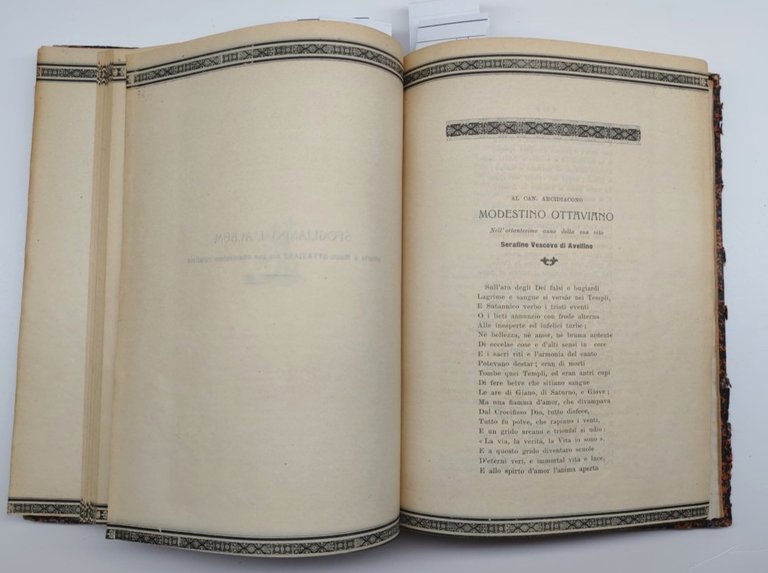 SFOGLIANDO L'ALBUM
AL CAN. ARCIDIACONO
MODESTINO OTTAVIANO
Nell'ottantesimo anno della sua vita
Serafino Vescovo di Avellino
Sull'ara degli Dei falsi e bugiardi
Lagrime e sangue si versâr nei Templi,
E Satannico verbo i tristi eventi
O i lieti annunzio con frode alterna
Alle inesperte ed infelici turbe;
Nè bellezza, nè amor, nè brama ardente
Di eccelse cose e d'alti sensi in core
E i sacri riti e l'armonia del canto
Potevano destar; eran di morti
Tombe quei Templi, ed eran antri cupi
Di fere belve che sitiano sangue
Le are di Giano, di Saturno, e Giove;
Ma una fiamma d'amor, che divampava
Dal Crocifisso Dio, tutto disfece,
Tutto fu polve, che rapiano i venti,
E un grido arcano e trionfal si udio:
« La via, la verità, la Vita io sono ».
E a questo grido diventaro scuole
D'eterni veri, e immortal vita e luce,
E allo spirto d'amor l'anima aperta